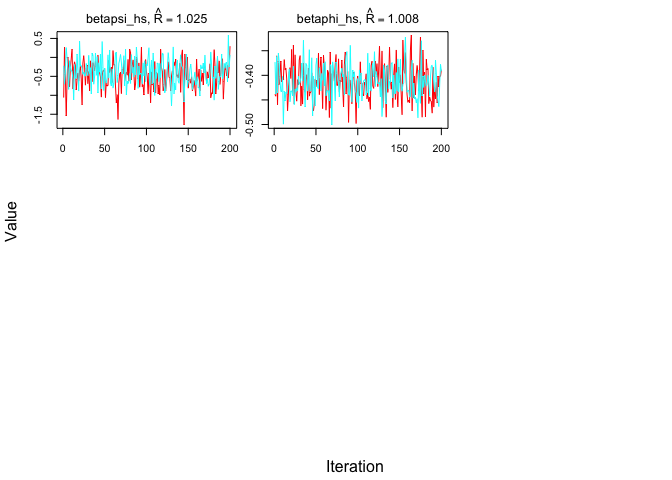 betapsi_hs, R̂ = 1.025
0.5
-0.5
-1.5
0 50 100 150 200
betaphi_hs, R̂ = 1.008
-0.40
-0.50
0 50 100 150 200
Value
Iteration